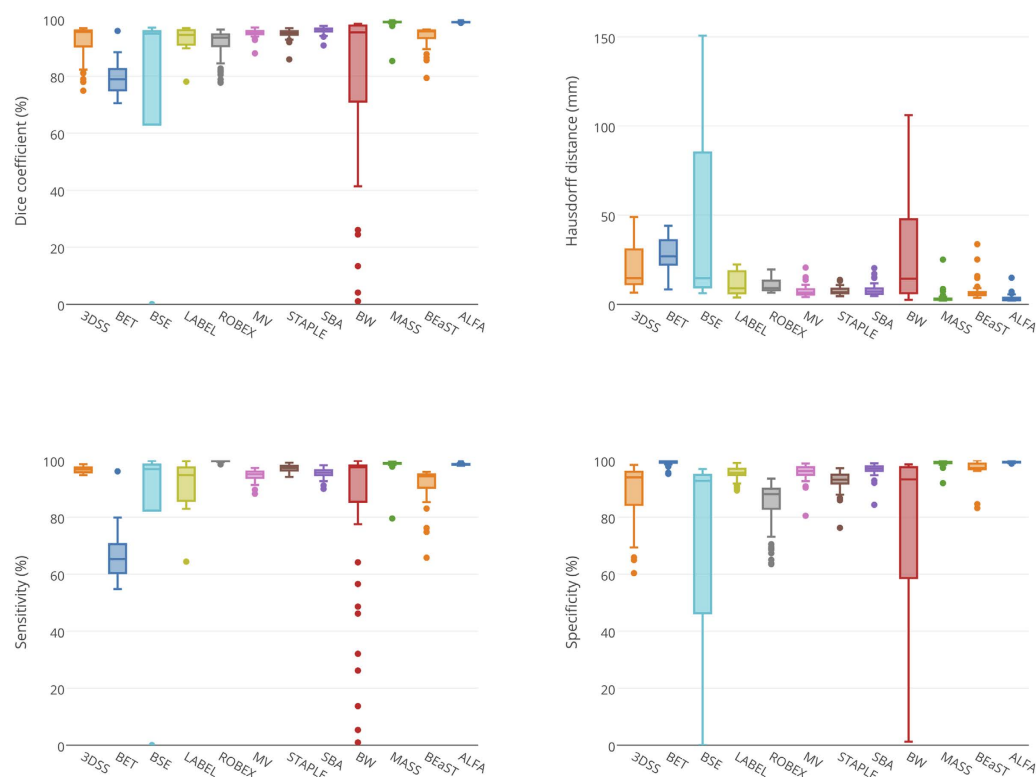 Dice coefficient (%)
100
80
60
40
20
0
3DSS BET BSE LABEL ROBEX MV STAPLE SBA BW MASS BEaST ALFA
Hausdorff distance (mm)
150
100
50
0
3DSS BET BSE LABEL ROBEX MV STAPLE SBA BW MASS BEaST ALFA
Sensitivity (%)
100
80
60
40
20
0
3DSS BET BSE LABEL ROBEX MV STAPLE SBA BW MASS BEaST ALFA
Specificity (%)
100
80
60
40
20
0
3DSS BET BSE LABEL ROBEX MV STAPLE SBA BW MASS BEaST ALFA